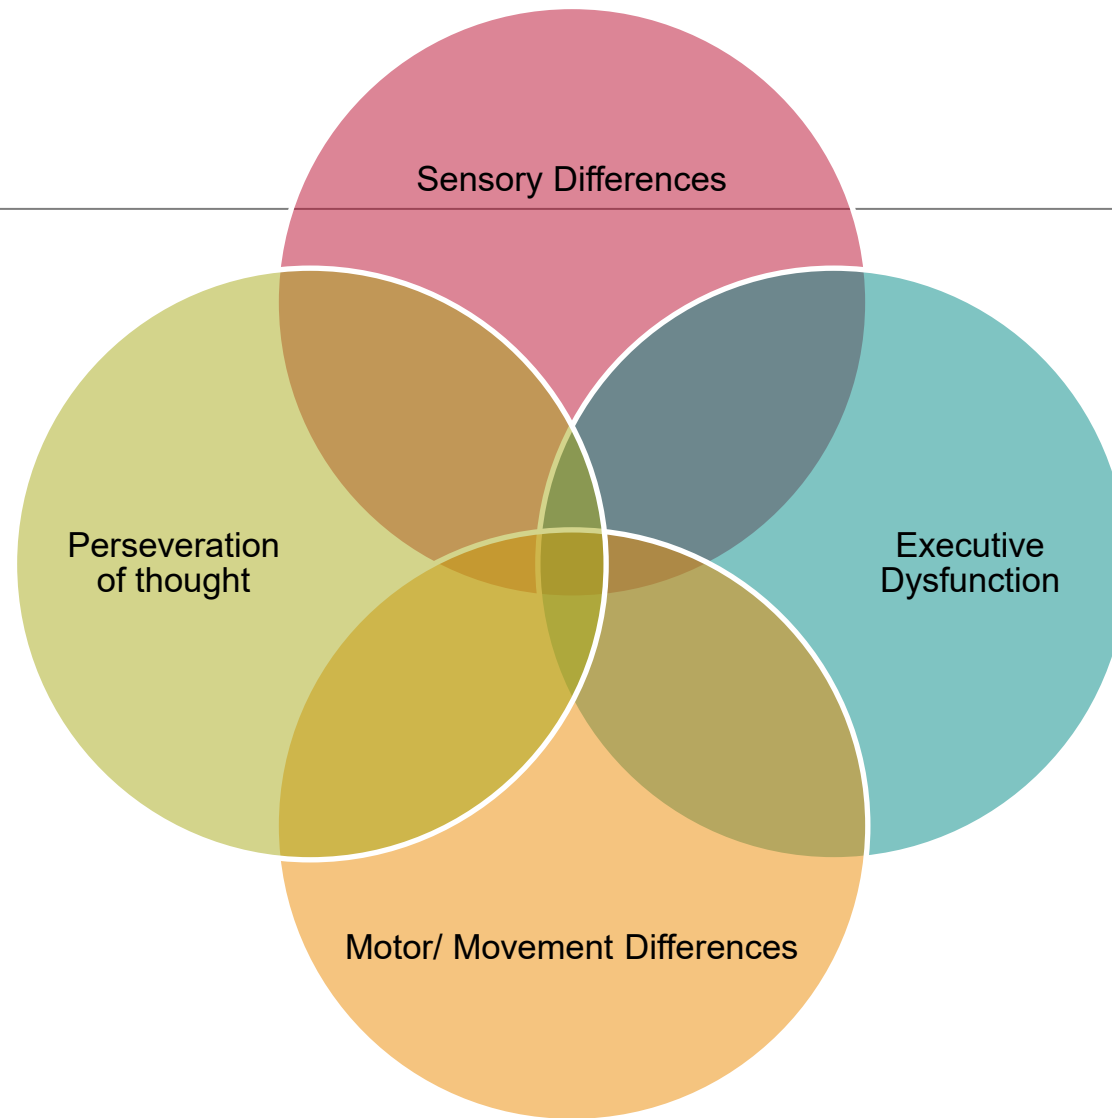 Sensory Differences
Perseveration
of thought
Executive
Dysfunction
Motor/ Movement Differences